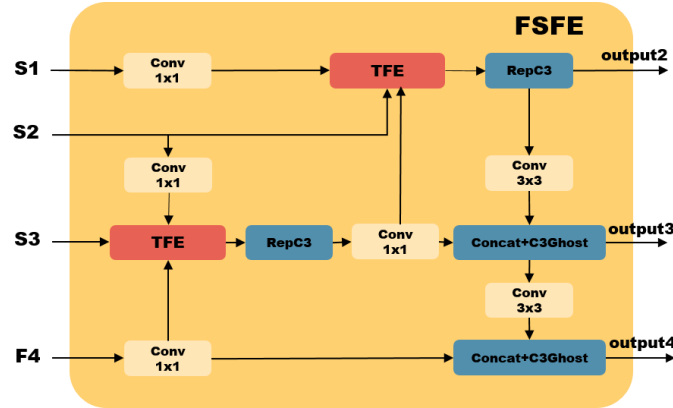 FSFE
S1
Conv
1x1
TFE
RepC3
output2
S2
Conv
1x1
Conv
3x3
S3
TFE
RepC3
Conv
1x1
Concat+C3Ghost
output3
Conv
3x3
F4
Conv
1x1
Concat+C3Ghost
output4